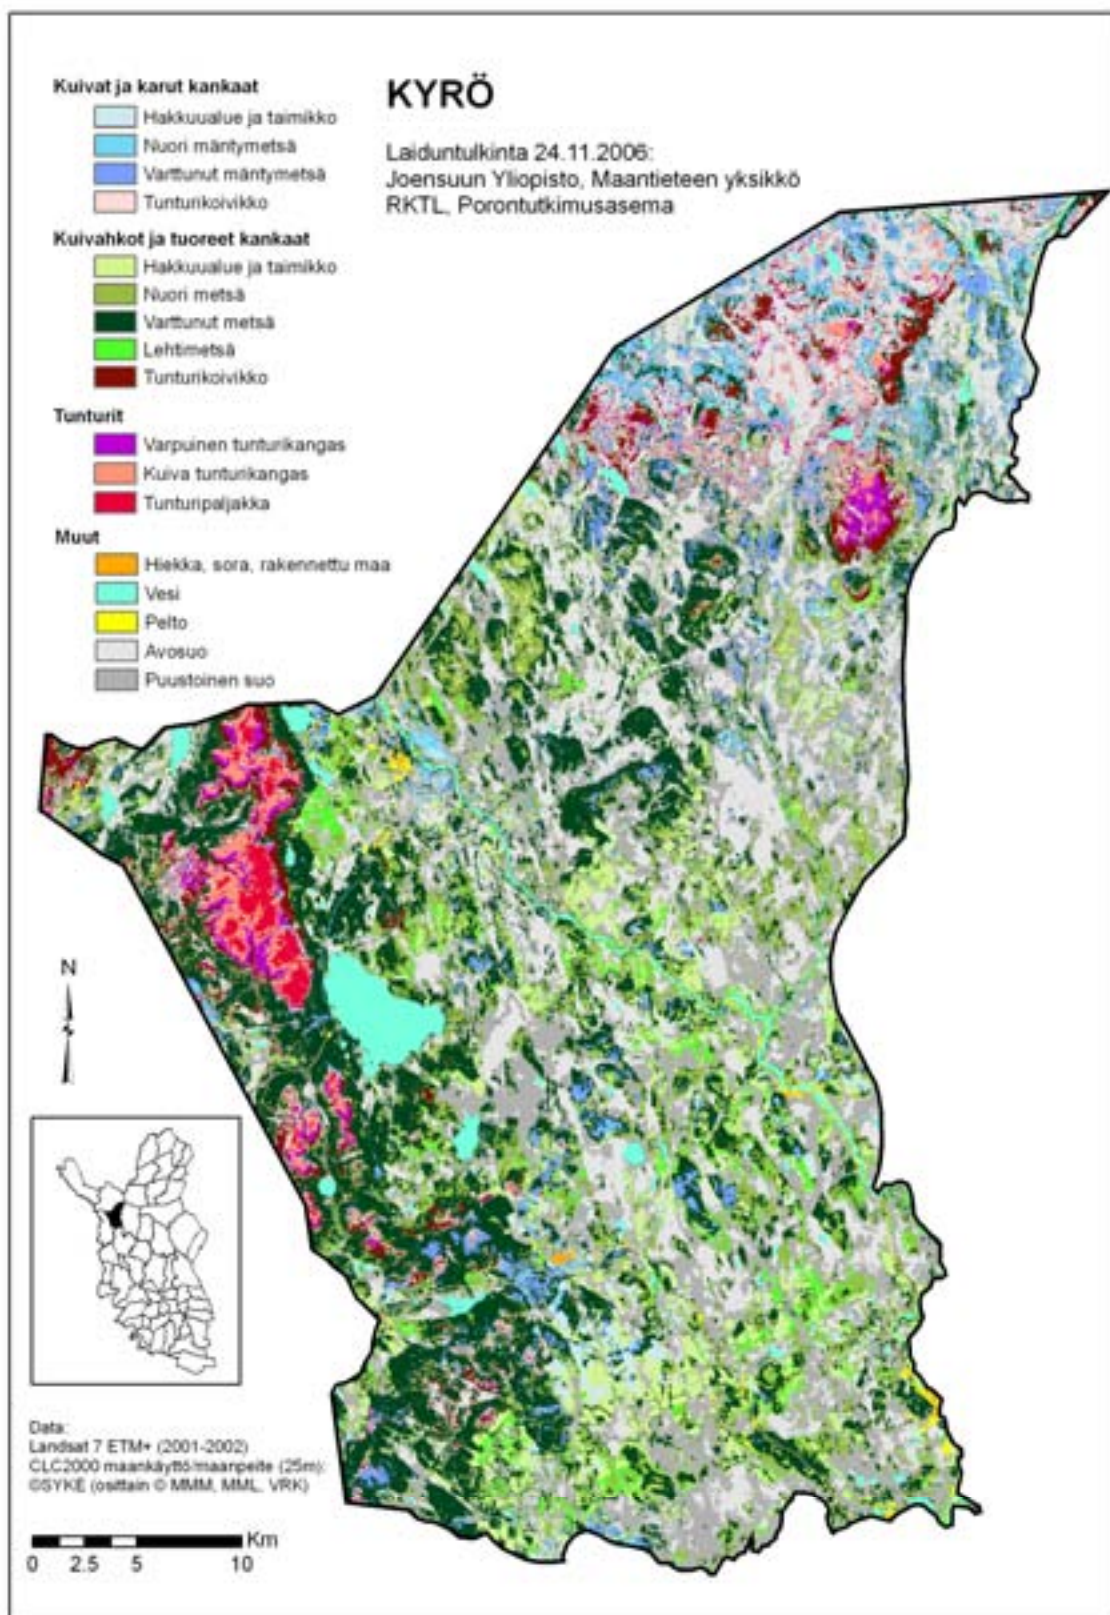 KYRÖ
Laiduntulkinta 24.11.2006:
Joensuun Yliopisto, Maantieteen yksikkö
RKTL, Porontutkimusasema
Kuivat ja karut kankaat
Hakkuualue ja taimikko
Nuori mäntymetsä
Varttunut mäntymetsä
Tunturikoivikko
Kuivahkot ja tuoreet kankaat
Hakkuualue ja taimikko
Nuori metsä
Varttunut metsä
Lehtimetsä
Tunturikoivikko
Tunturit
Varpuinen tunturikangas
Kuiva tunturikangas
Tunturipaljakka
Muut
Hiekka, sora, rakennettu maa
Vesi
Pelto
Avosuo
Puustoinen suo
N
Data:
Landsat 7 ETM+ (2001-2002)
CLC2000 maankäyttö/maanpeite (25m):
©SYKE (osittain © MMM, MML, VRK)
Km
0 2.5 5 10